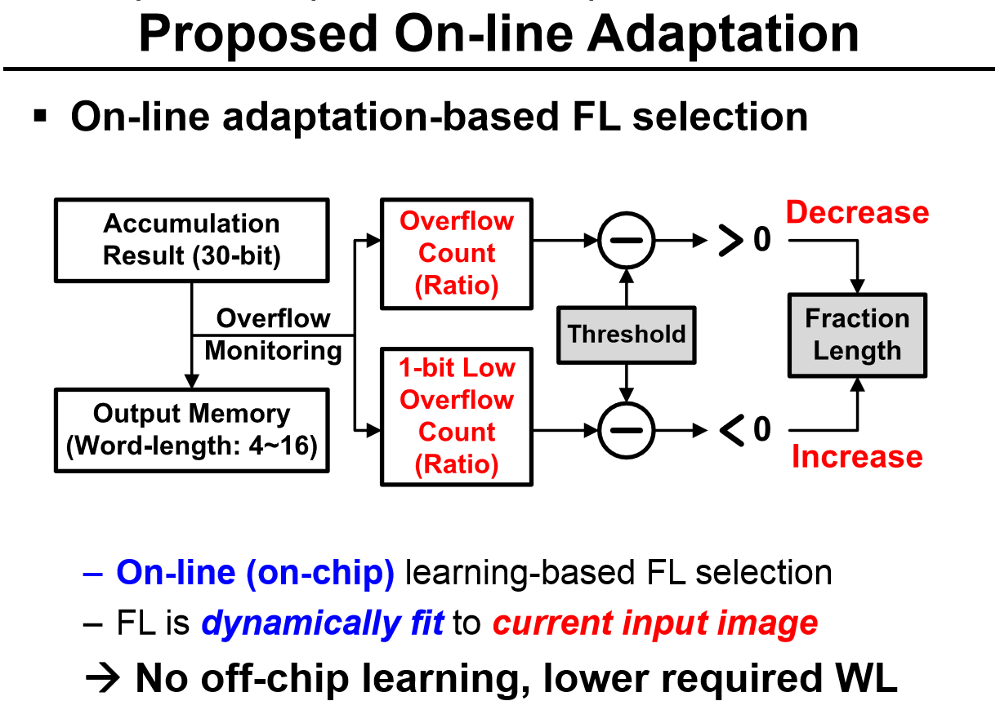 Proposed On-line Adaptation
▪ On-line adaptation-based FL selection
Accumulation
Result (30-bit)
Overflow
Monitoring
Output Memory
(Word-length: 4~16)
Overflow
Count
(Ratio)
1-bit Low
Overflow
Count
(Ratio)
−
Threshold
−
> 0
< 0
Decrease
Fraction
Length
Increase
– On-line (on-chip) learning-based FL selection
– FL is dynamically fit to current input image
→ No off-chip learning, lower required WL